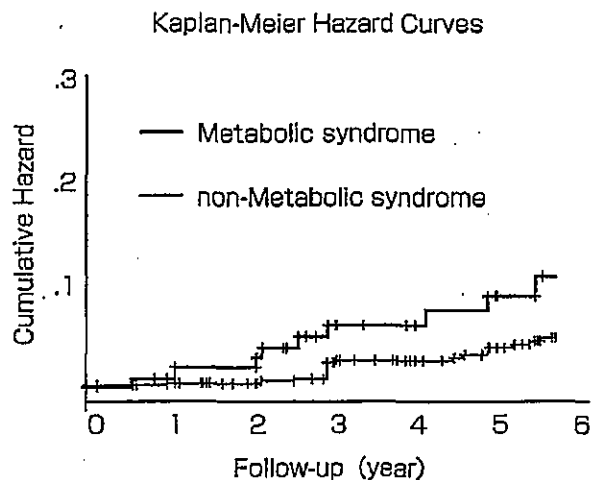 Kaplan-Meier Hazard Curves
.3
.2
.1
Cumulative Hazard
Metabolic syndrome
non-Metabolic syndrome
0 1 2 3 4 5 6
Follow-up (year)